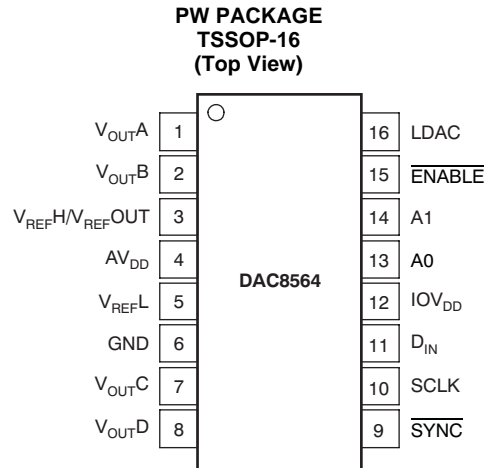 PW PACKAGE
TSSOP-16
(Top View)
VOUTA 1 16 LDAC
VOUTB 2 15 ENABLE
VREFH/VREFOUT 3 14 A1
AVDD 4 13 A0
DAC8564
VREFL 5 12 IOVDD
GND 6 11 DIN
VOUTC 7 10 SCLK
VOUTD 8 9 SYNC